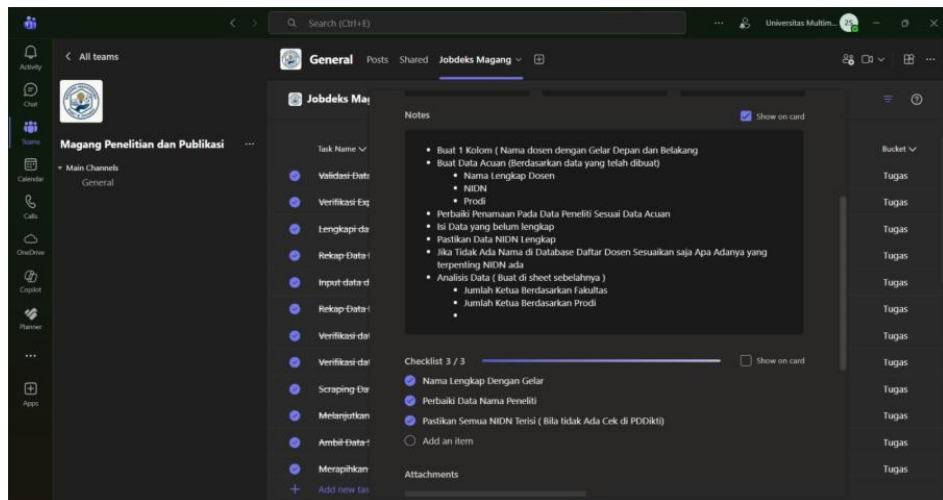 Search (Ctrl+E)
Universitas Multim...
Activity
Chat
Teams
Calendar
Calls
OneDrive
Copilot
Planner
Apps
All teams
Magang Penelitian dan Publikasi
Main Channels
General
General Posts Shared Jobdeks Magang
Jobdeks Mag
Task Name
Bucket
Validasi Data
Tugas
Verifikasi Exp
Tugas
Lengkapi da
Tugas
Rekap Data
Tugas
Input data d
Tugas
Rekap Data
Tugas
Verifikasi dat
Tugas
Verifikasi dat
Tugas
Scraping Da
Tugas
Melanjutkan
Tugas
Ambil Data
Tugas
Merapihkan
Tugas
Add new tas
Notes
Show on card
Buat 1 Kolom ( Nama dosen dengan Gelar Depan dan Belakang
Buat Data Acuan (Berdasarkan data yang telah dibuat)
Nama Lengkap Dosen
NIDN
Prodi
Perbaiki Penamaan Pada Data Peneliti Sesuai Data Acuan
Isi Data yang belum lengkap
Pastikan Data NIDN Lengkap
Jika Tidak Ada Nama di Database Daftar Dosen Sesuaikan saja Apa Adanya yang
terpenting NIDN ada
Analisis Data ( Buat di sheet sebelahnya )
Jumlah Ketua Berdasarkan Fakultas
Jumlah Ketua Berdasarkan Prodi
Checklist 3 / 3
Show on card
Nama Lengkap Dengan Gelar
Perbaiki Data Nama Peneliti
Pastikan Semua NIDN Terisi ( Bila tidak Ada Cek di PDDikti)
Add an item
Attachments